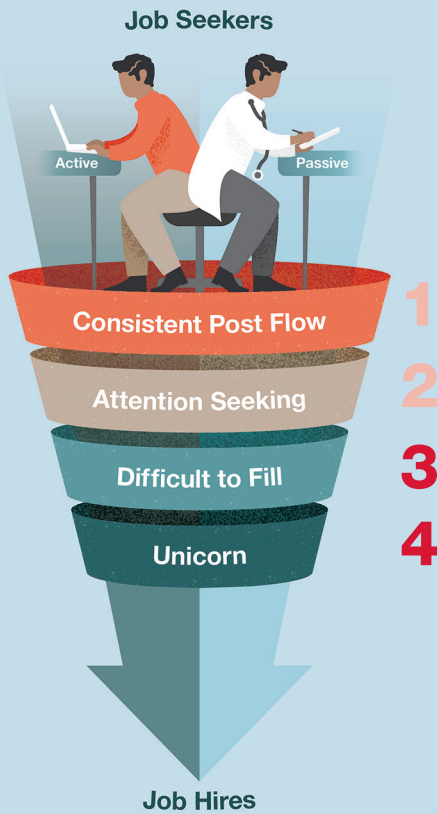 Job Seekers
Active
Passive
Consistent Post Flow
1
Attention Seeking
2
Difficult to Fill
3
Unicorn
4
Job Hires